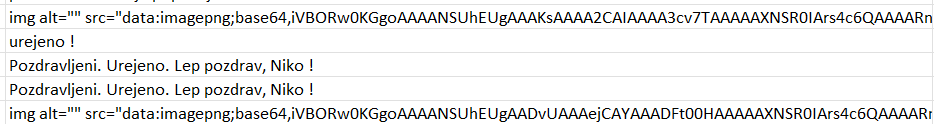 img alt="" src="data:imagepng;base64,iVBORw0KGgoAAAANSUhEUgAAAKsAAAA2CAIAAAA3cv7TAAAAAXNSR0IArs4c6QAAAARn
urejeno !
Pozdravljeni. Urejeno. Lep pozdrav, Niko !
Pozdravljeni. Urejeno. Lep pozdrav, Niko !
img alt="" src="data:imagepng;base64,iVBORw0KGgoAAAANSUhEUgAADvUAAAejCAYAAADFt00HAAAAAXNSR0IArs4c6QAAAAR